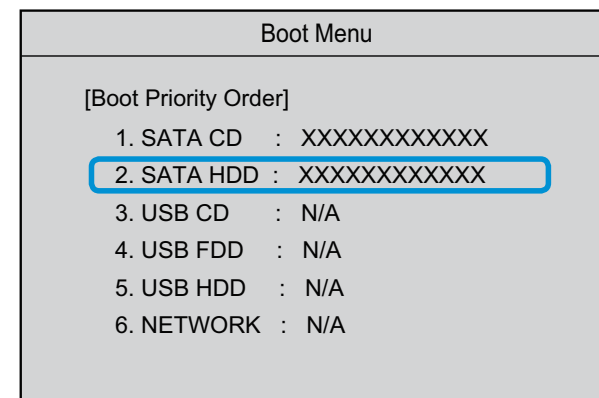 Boot Menu
[Boot Priority Order]
1. SATA CD : XXXXXXXXXXXX
2. SATA HDD : XXXXXXXXXXXX
3. USB CD : N/A
4. USB FDD : N/A
5. USB HDD : N/A
6. NETWORK : N/A